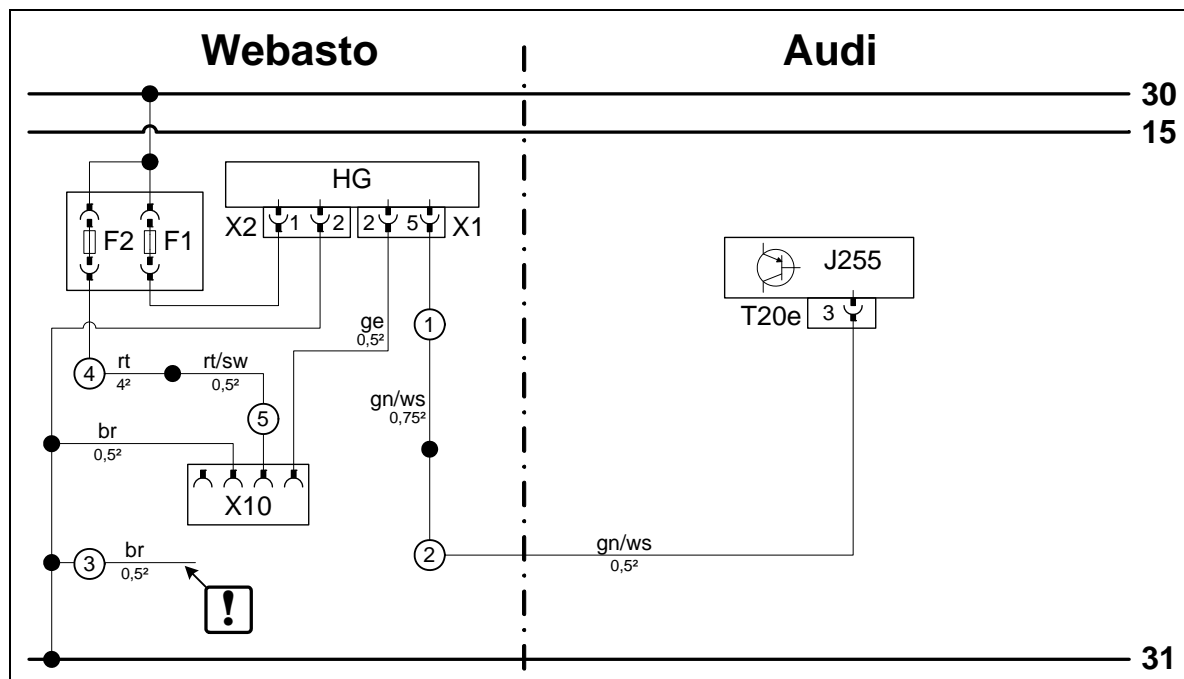 Webasto Audi
30
15
HG
X2 1 2 2 5 X1
F2 F1
J255
T20e 3
ge
0,5²
1
4 rt rt/sw
4² 0,5²
5
gn/ws
0,75²
br
0,5²
X10
2
gn/ws
0,5²
3 br
0,5²
!
31